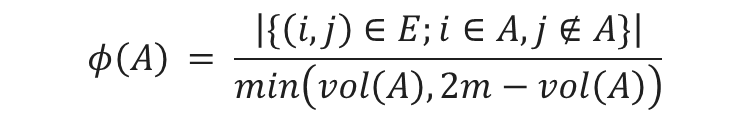 ϕ(A) = |{(i, j) ∈ E; i ∈ A, j ∉ A}| / min(vol(A), 2m − vol(A))